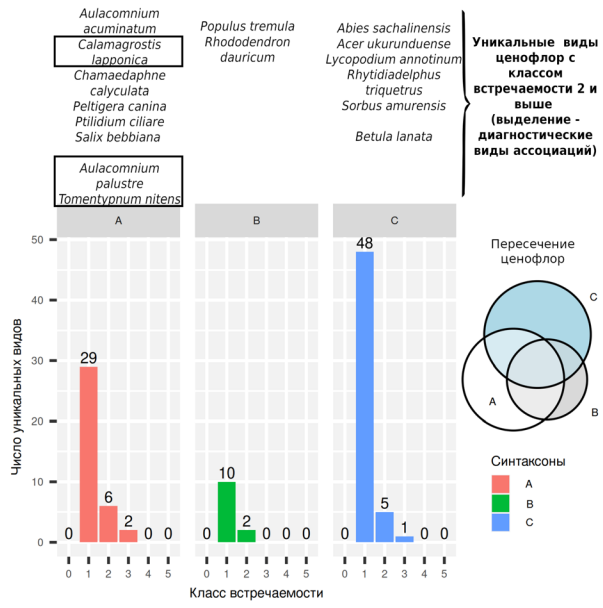 Aulacomnium
acuminatum
Calamagrostis
lapponica
Chamaedaphne
calyculata
Peltigera canina
Ptilidium ciliare
Salix bebbiana
Aulacomnium
palustre
Tomentypnum nitens
Populus tremula
Rhododendron
dauricum
Abies sachalinensis
Acer ukurunduense
Lycopodium annotinum
Rhytidiadelphus
triquetrus
Sorbus amurensis
Betula lanata
Уникальные виды
ценофлор с
классом
встречаемости 2 и
выше
(выделение -
диагностические
виды ассоциаций)
A
B
C
Число уникальных видов
50
40
30
20
10
0
0 29 6 2 0 0
0 10 2 0 0 0
0 48 5 1 0 0
0 1 2 3 4 5
0 1 2 3 4 5
0 1 2 3 4 5
Класс встречаемости
Пересечение
ценофлор
C
A
B
Синтаксоны
A
B
C